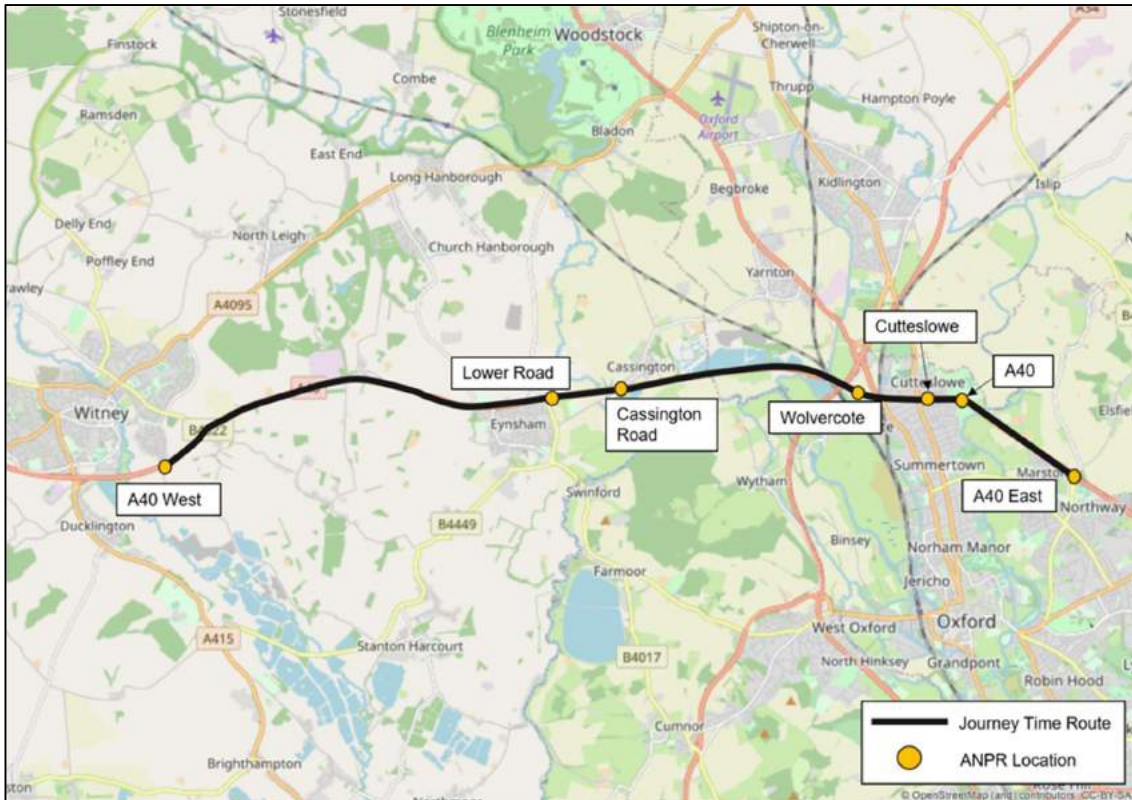 Stonesfield
Finstock
Blenheim
Park
Woodstock
Shipton-on-
Cherwell
A34
Combe
Thrupp
Ramsden
Hampton Poyle
Oxford
Airport
Bladon
East End
Long Hanborough
Kidlington
Begbroke
Islip
Delly End
North Leigh
Church Hanborough
Poffley End
Yarnton
A4095
Cutteslowe
Lower Road
Cassington
A40
Cutteslowe
Witney
Eynsham
Cassington
Road
Wolvercote
Summertown
Marston
A40 West
A40 East
Northway
Swinford
Wytham
Ducklington
B4449
Binsey
Norham Manor
Farmoor
Jericho
A415
Oxford
Stanton Harcourt
West Oxford
B4017
North Hinksey
Grandpont
Robin Hood
Cumnor
Journey Time Route
ANPR Location
Brighthampton
© OpenStreetMap (and) contributors, CC-BY-SA